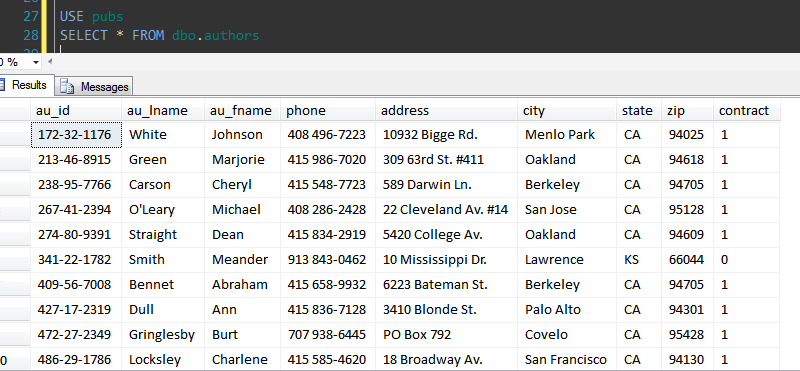 27 USE pubs
28 SELECT * FROM dbo.authors
0 %
Results Messages
au_id au_lname au_fname phone address city state zip contract
172-32-1176 White Johnson 408 496-7223 10932 Bigge Rd. Menlo Park CA 94025 1
213-46-8915 Green Marjorie 415 986-7020 309 63rd St. #411 Oakland CA 94618 1
238-95-7766 Carson Cheryl 415 548-7723 589 Darwin Ln. Berkeley CA 94705 1
267-41-2394 O'Leary Michael 408 286-2428 22 Cleveland Av. #14 San Jose CA 95128 1
274-80-9391 Straight Dean 415 834-2919 5420 College Av. Oakland CA 94609 1
341-22-1782 Smith Meander 913 843-0462 10 Mississippi Dr. Lawrence KS 66044 0
409-56-7008 Bennet Abraham 415 658-9932 6223 Bateman St. Berkeley CA 94705 1
427-17-2319 Dull Ann 415 836-7128 3410 Blonde St. Palo Alto CA 94301 1
472-27-2349 Gringlesby Burt 707 938-6445 PO Box 792 Covelo CA 95428 1
0 486-29-1786 Locksley Charlene 415 585-4620 18 Broadway Av. San Francisco CA 94130 1